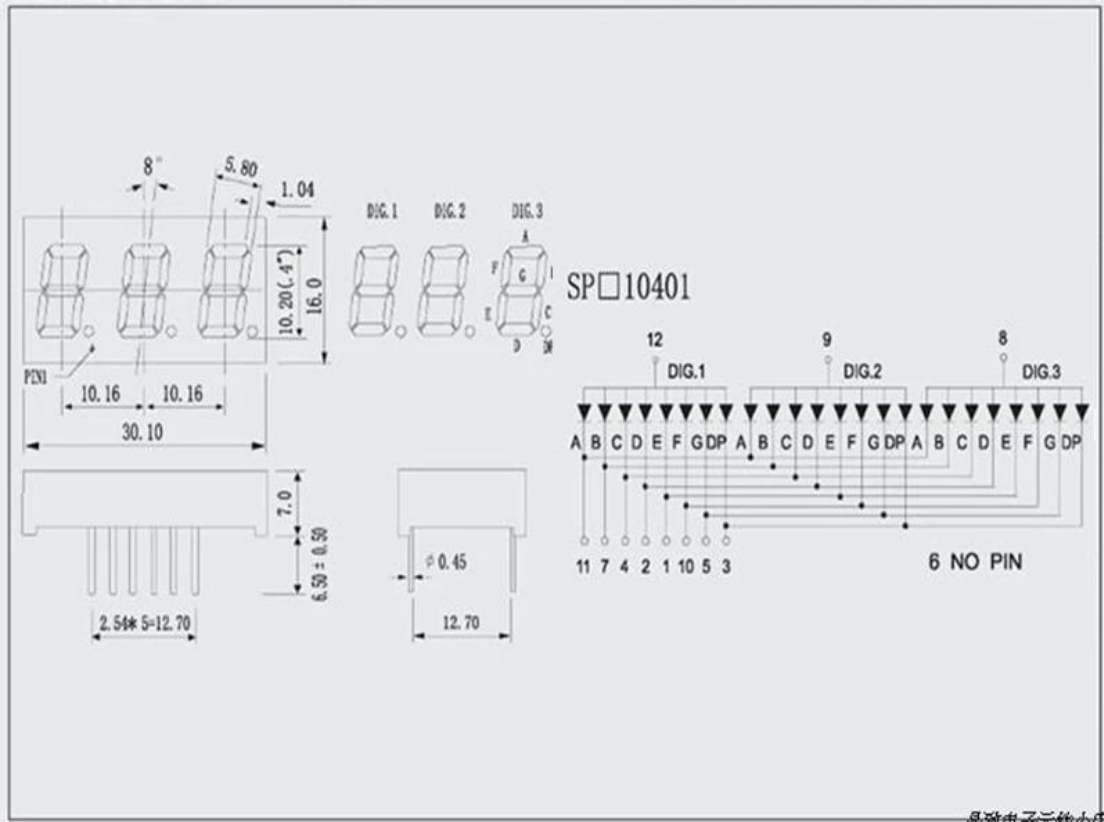 8°
5.80
1.04
10.20(.4")
16.0
PIN1
10.16 10.16
30.10
DIG.1 DIG.2 DIG.3
A
F
G
E
C
D
SP□10401
12 9 8
DIG.1 DIG.2 DIG.3
A B C D E F G DP A B C D E F G DP A B C D E F G DP
11 7 4 2 1 10 5 3
6 NO PIN
7.0
6.50 ± 0.50
2.54* 5=12.70
φ 0.45
12.70